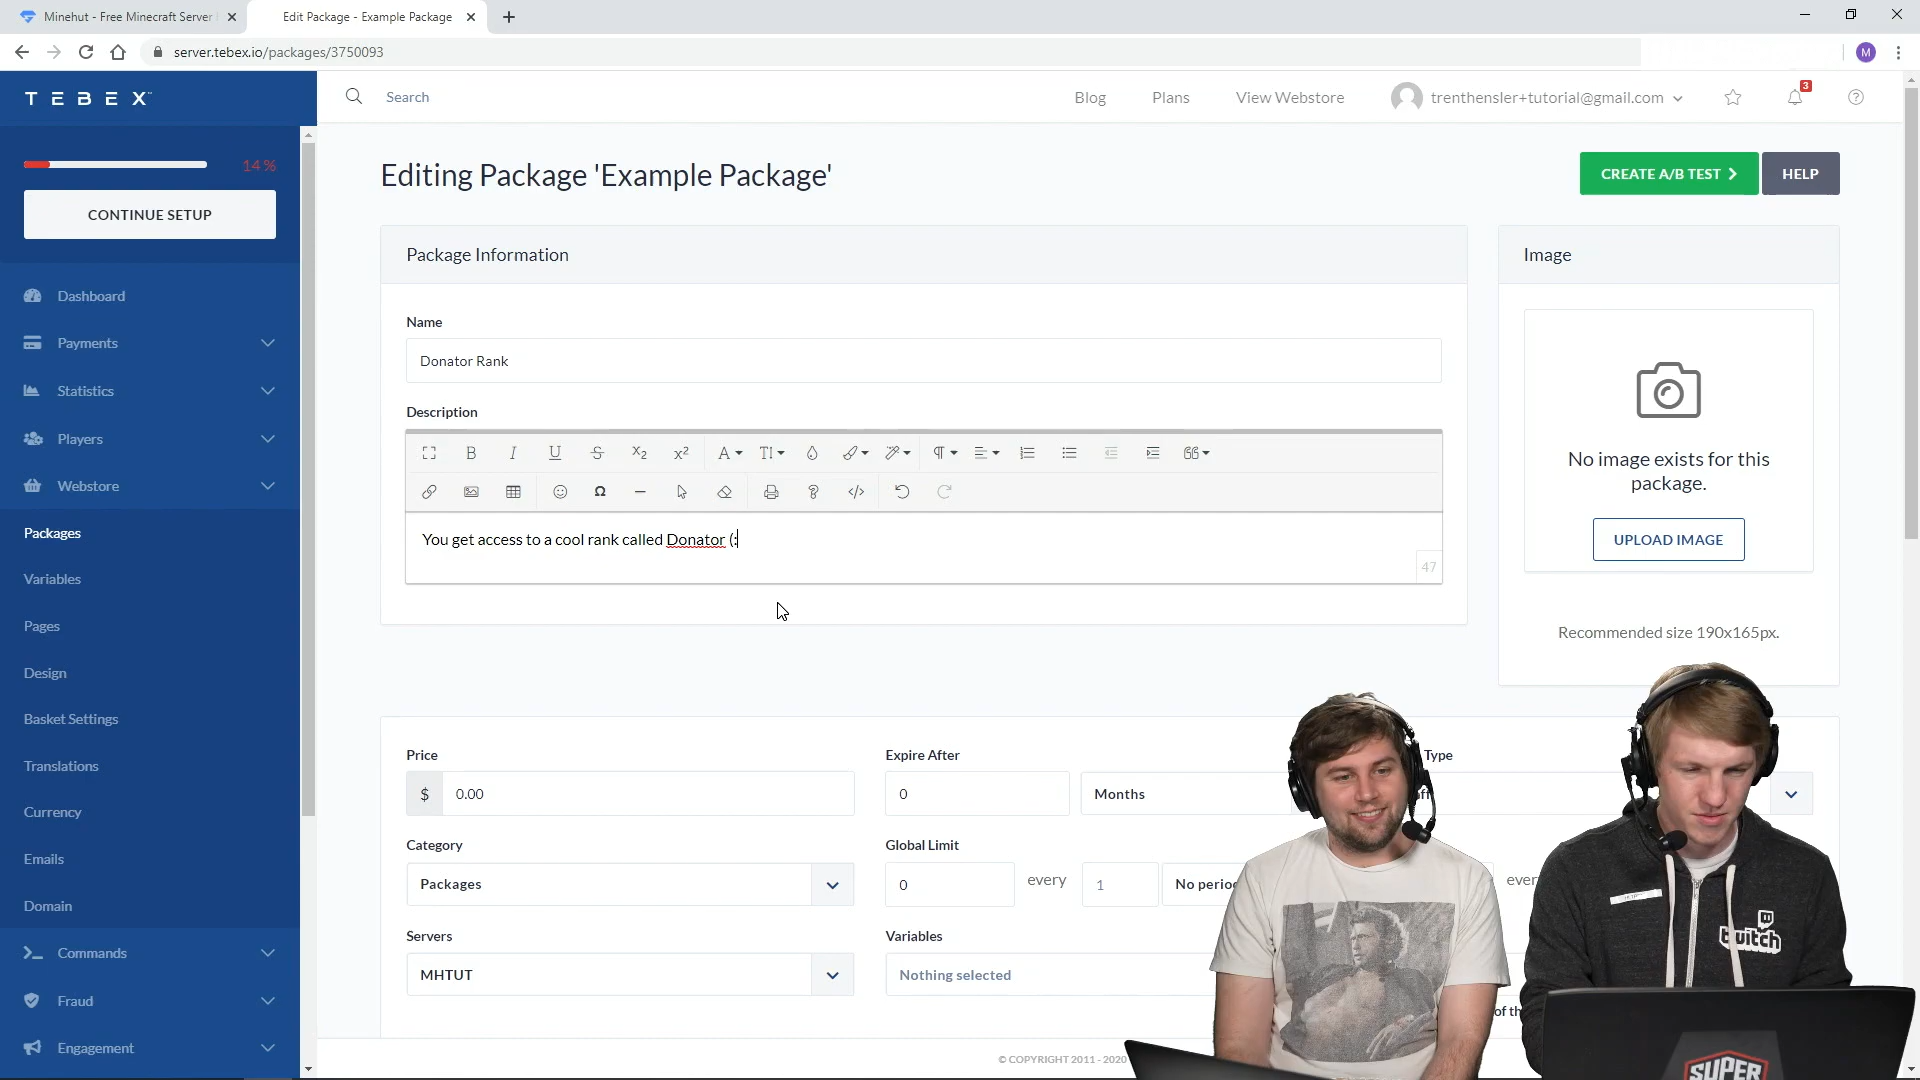 Minehut - Free Minecraft Server
Edit Package - Example Package
server.tebex.io/packages/3750093
M
TEBEX
Search
Blog
Plans
View Webstore
trenthensler+tutorial@gmail.com
3
14%
CONTINUE SETUP
Dashboard
Payments
Statistics
Players
Webstore
Packages
Variables
Pages
Design
Basket Settings
Translations
Currency
Emails
Domain
Commands
Fraud
Engagement
Editing Package 'Example Package'
CREATE A/B TEST
HELP
Package Information
Name
Donator Rank
Description
You get access to a cool rank called Donator (:
47
Image
No image exists for this
package.
UPLOAD IMAGE
Recommended size 190x165px.
Price
$ 0.00
Expire After
0
Months
Type
Category
Packages
Global Limit
0
every
1
No period
Servers
MHTUT
Variables
Nothing selected
of th
© COPYRIGHT 2011 - 2020
twitch
SUPER